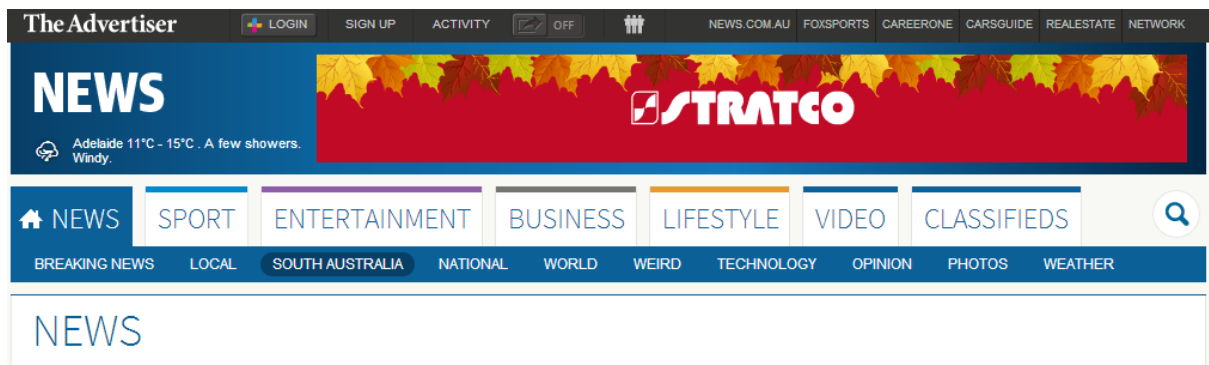 The Advertiser LOGIN SIGN UP ACTIVITY OFF NEWS.COM.AU FOXSPORTS CAREERONE CARSGUIDE REALESTATE NETWORK
NEWS
STRATCO
Adelaide 11°C - 15°C . A few showers.
Windy.
NEWS SPORT ENTERTAINMENT BUSINESS LIFESTYLE VIDEO CLASSIFIEDS
BREAKING NEWS LOCAL SOUTH AUSTRALIA NATIONAL WORLD WEIRD TECHNOLOGY OPINION PHOTOS WEATHER
NEWS